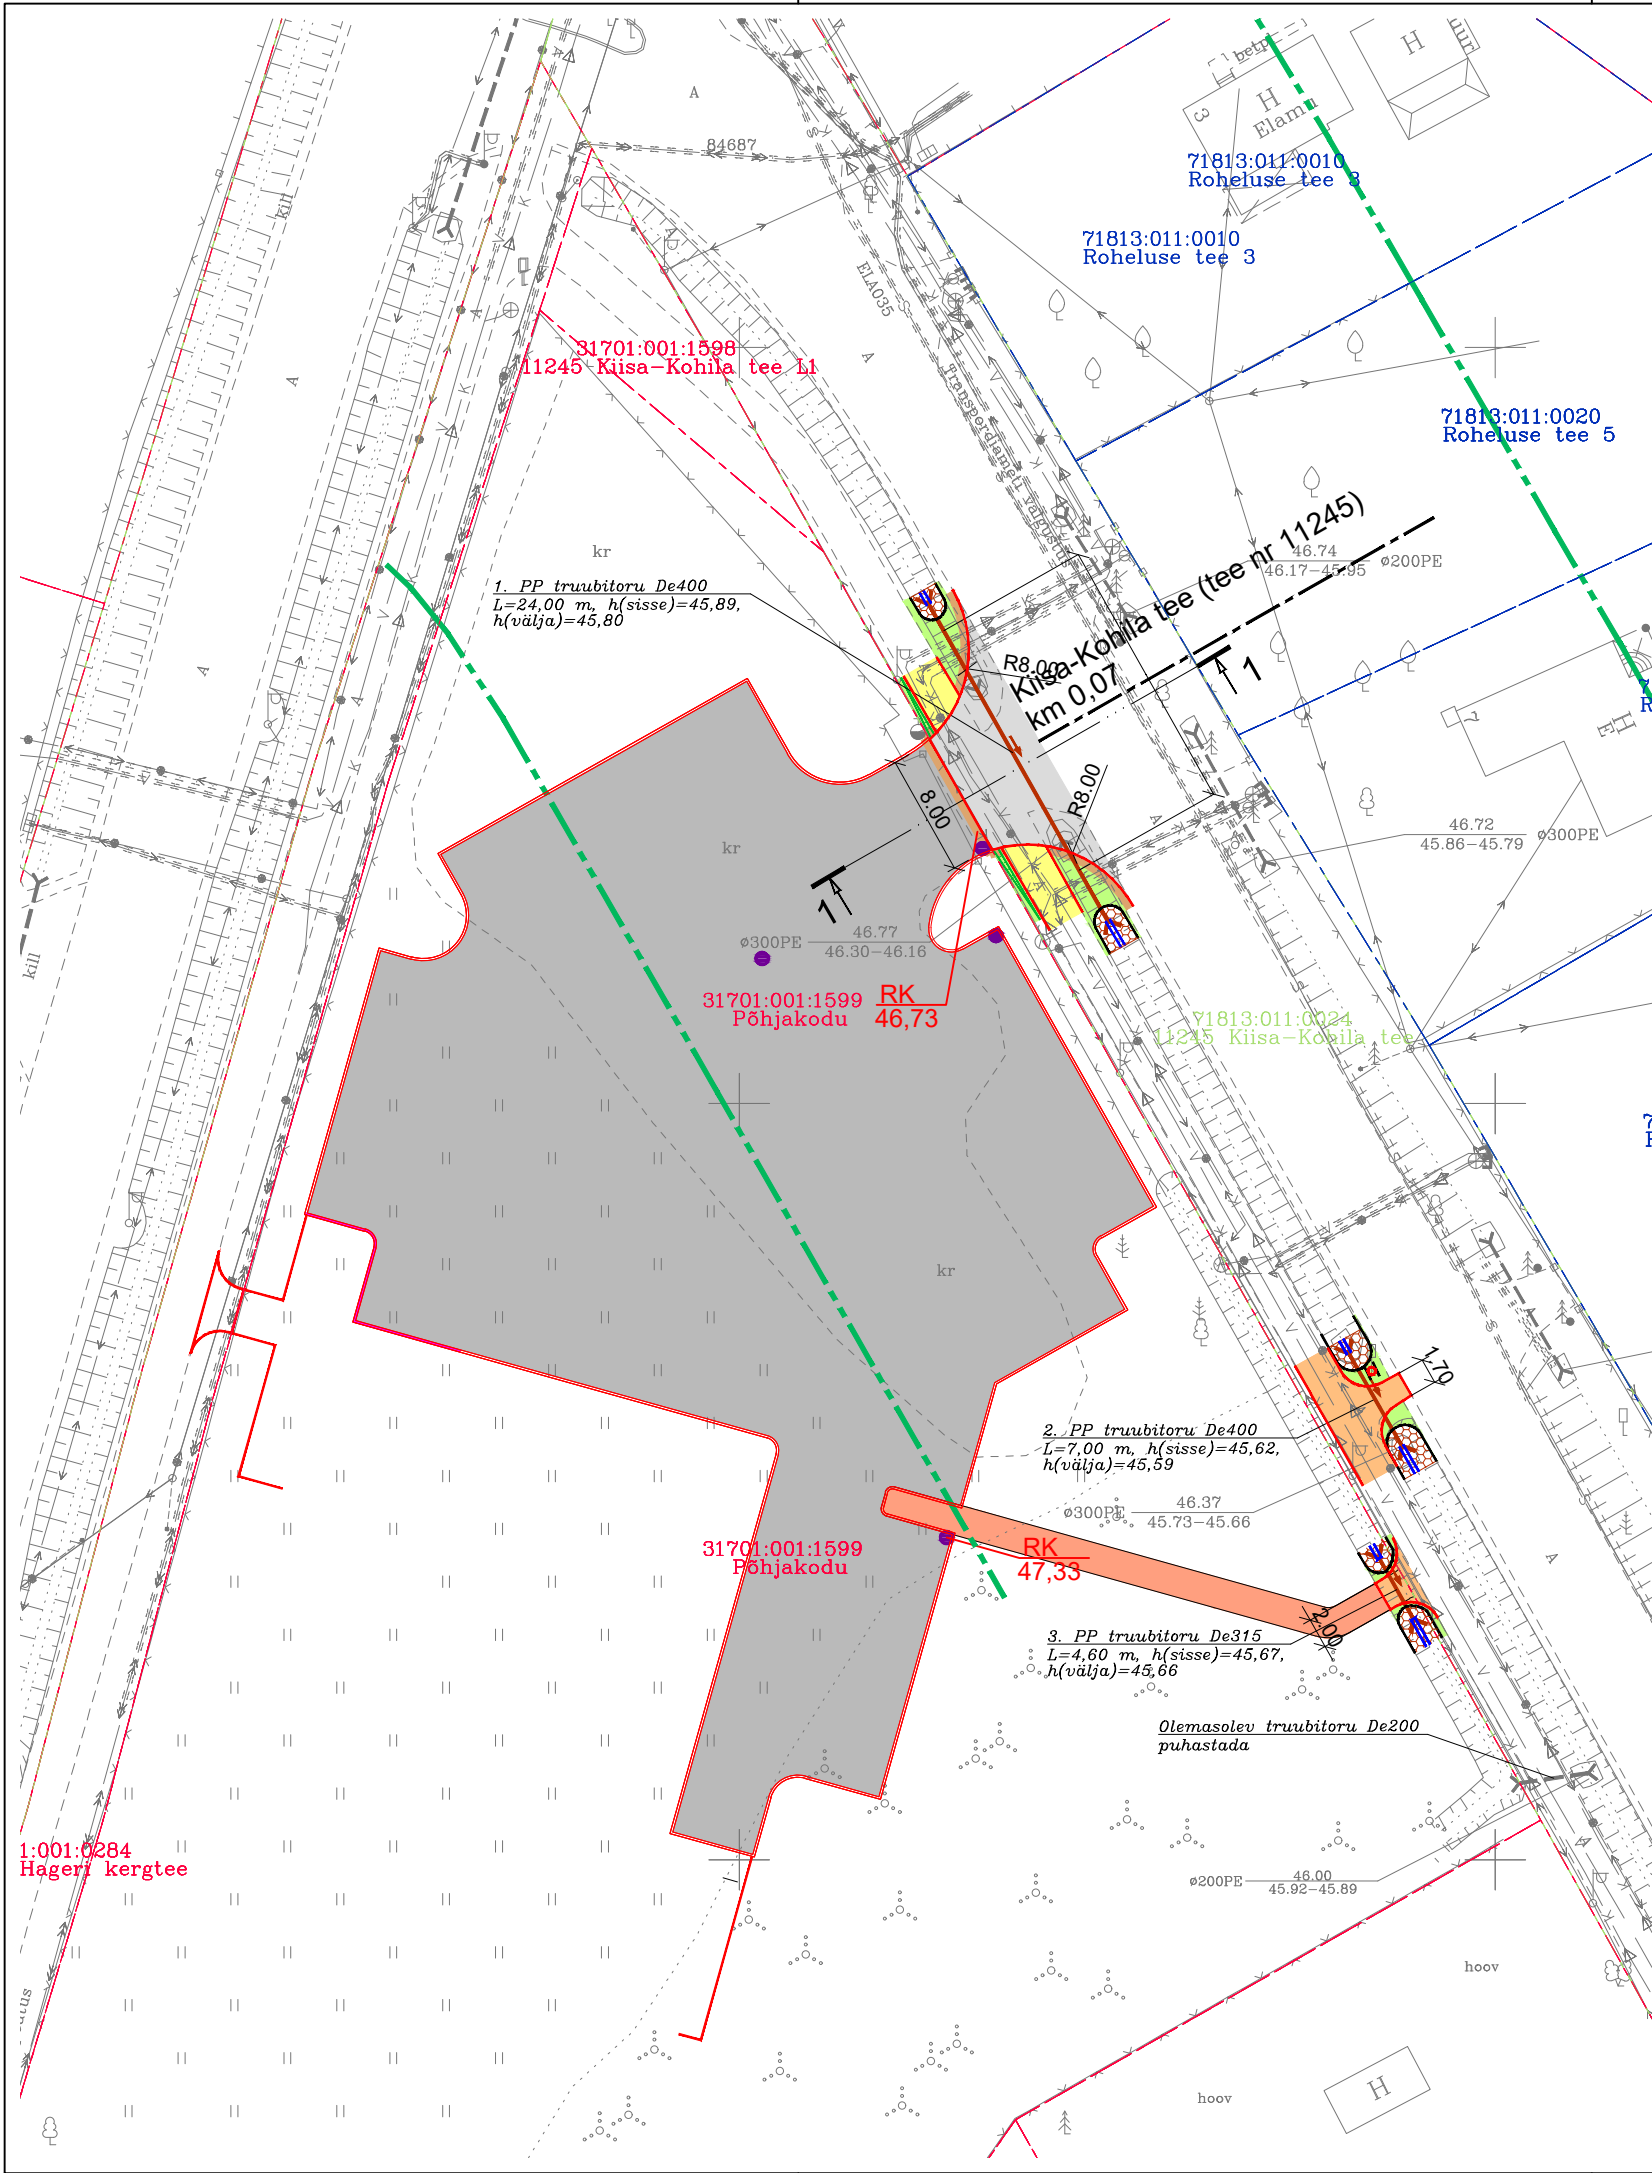 betp
H
Elam
3
H
uur
A
84687
71813:011:0010
Roheluse tee 3
71813:011:0010
Roheluse tee 3
kill
ELA035
A
A
31701:001:1598
11245 Kiisa-Kohila tee L1
Transpordiameti valgustus
71813:011:0020
Roheluse tee 5
kr
46.74
46.17-45.95
ø200PE
1. PP truubitoru De400
L=24,00 m, h(sisse)=45,89,
h(välja)=45,80
Kiisa-Kohila tee (tee nr 11245)
km 0,07
R8.00
1
A
R8.00
8.00
kr
46.72
45.86-45.79
ø300PE
7
H
E
1
ø300PE
46.77
46.30-46.16
kill
31701:001:1599
Põhjakodu
RK
46,73
71813:011:0024
11245 Kiisa-Kohila tee
kr
1.70
2. PP truubitoru De400
L=7,00 m, h(sisse)=45,62,
h(välja)=45,59
ø300PE
46.37
45.73-45.66
31701:001:1599
Põhjakodu
RK
47,33
2.00
3. PP truubitoru De315
L=4,60 m, h(sisse)=45,67,
h(välja)=45,66
A
Olemasolev truubitoru De200
puhastada
1:001:0284
Hageri kergtee
ø200PE
46.00
45.92-45.89
hoov
H
hoov